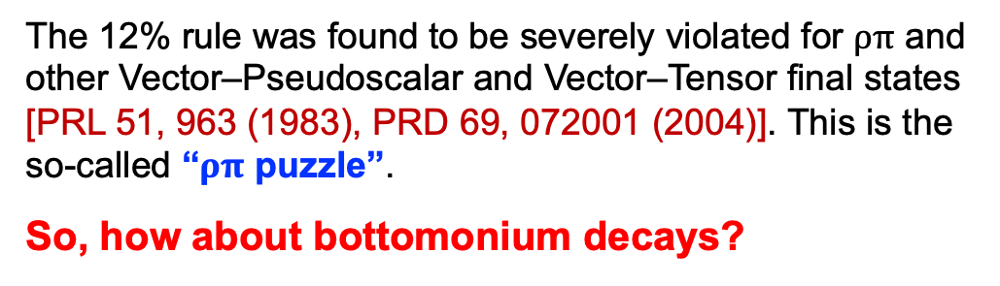 The 12% rule was found to be severely violated for ρπ and
other Vector–Pseudoscalar and Vector–Tensor final states
[PRL 51, 963 (1983), PRD 69, 072001 (2004)]. This is the
so-called “ρπ puzzle”.
So, how about bottomonium decays?